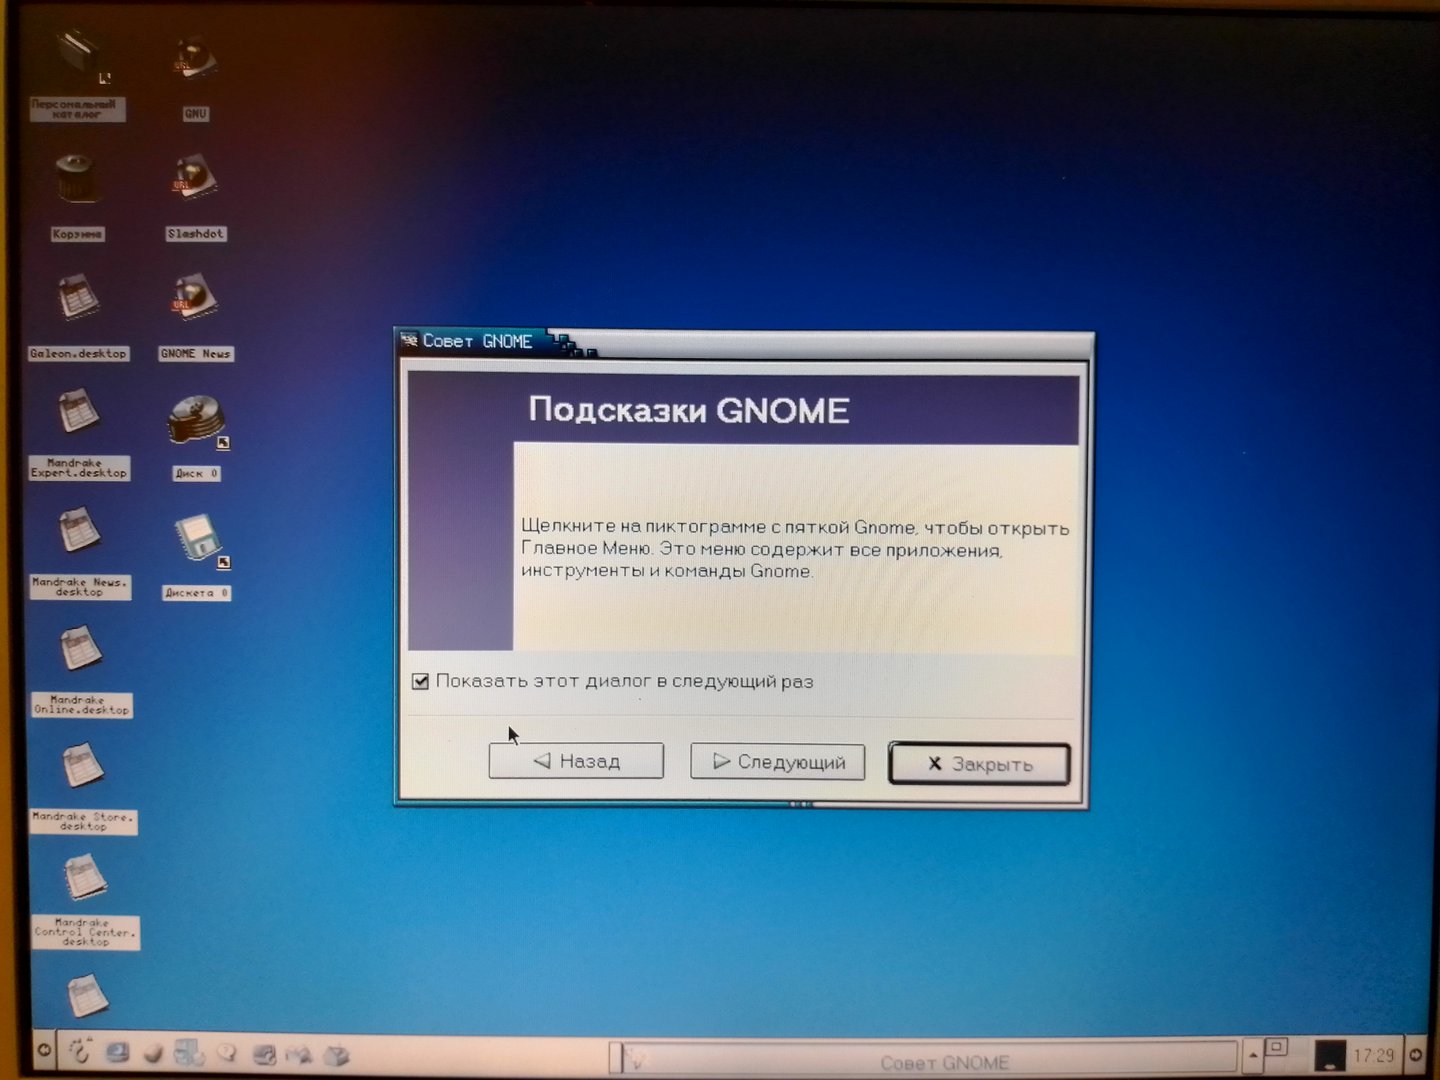 Персональный
каталог
GNU
Корзина
Slashdot
Galeon.desktop
GNOME News
Mandrake
Expert.desktop
Диск 0
Mandrake News.
desktop
Дискета 0
Mandrake
Online.desktop
Mandrake Store.
desktop
Mandrake
Control Center.
desktop
URL
URL
URL
Совет GNOME
Подсказки GNOME
Щелкните на пиктограмме с пяткой Gnome, чтобы открыть
Главное Меню. Это меню содержит все приложения,
инструменты и команды Gnome.
Показать этот диалог в следующий раз
Назад
Следующий
Закрыть
Совет GNOME
17:29